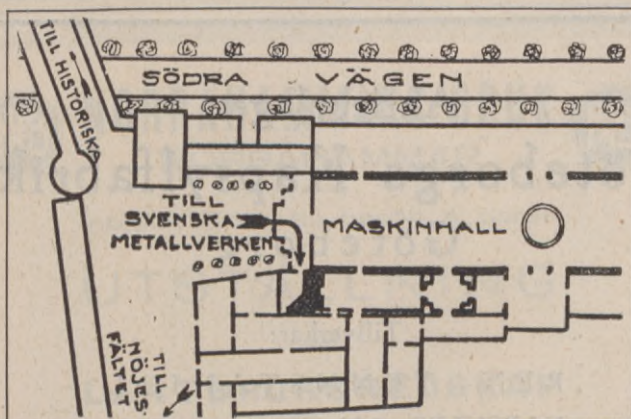 TILL HISTORISKA
SÖDRA VÄGEN
TILL
SVENSKA
METALLVERKEN
MASKINHALL
TILL
NÖJES-
FÄLTET